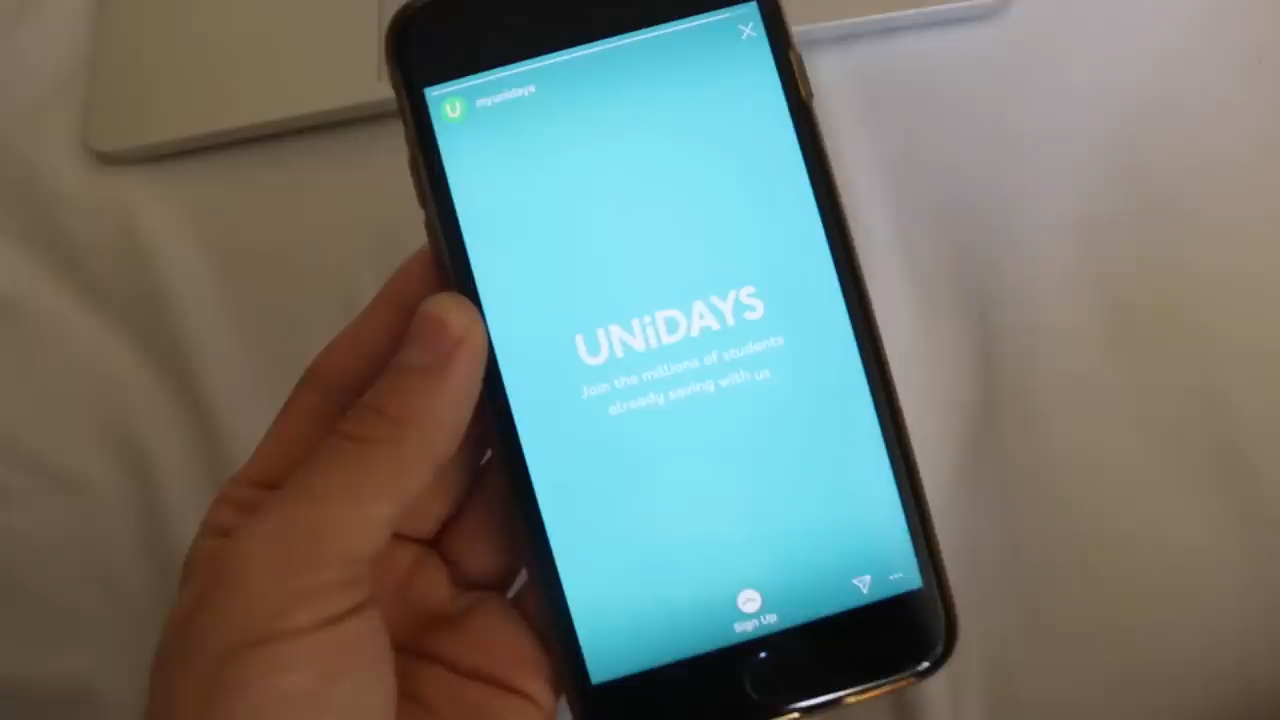 U myunidays
UNiDAYS
Join the millions of students
already saving with us
Sign Up